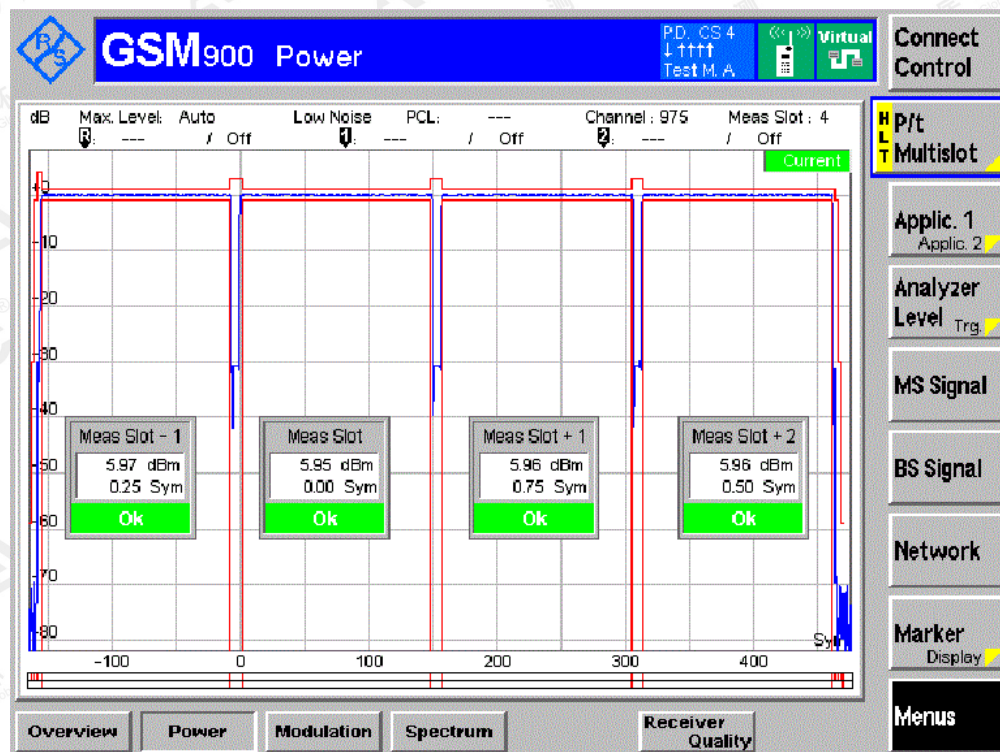 R/S
GSM900 Power
P.D. CS 4
↓ ↑↑↑↑
Test M. A
Virtual
Connect Control
dB Max. Level: Auto Low Noise PCL: --- Channel : 975 Meas Slot : 4
R: --- / Off 1: --- / Off 2: --- / Off
Current
HLT
P/t Multislot
Applic. 1
Applic. 2
Analyzer
Level Trg.
MS Signal
BS Signal
Network
Marker
Display
Menus
+0
-10
-20
-30
-40
-50
-60
-70
-80
Meas Slot - 1
5.97 dBm
0.25 Sym
Ok
Meas Slot
5.95 dBm
0.00 Sym
Ok
Meas Slot + 1
5.96 dBm
0.75 Sym
Ok
Meas Slot + 2
5.96 dBm
0.50 Sym
Ok
Sym
-100 0 100 200 300 400
Overview Power Modulation Spectrum Receiver Quality